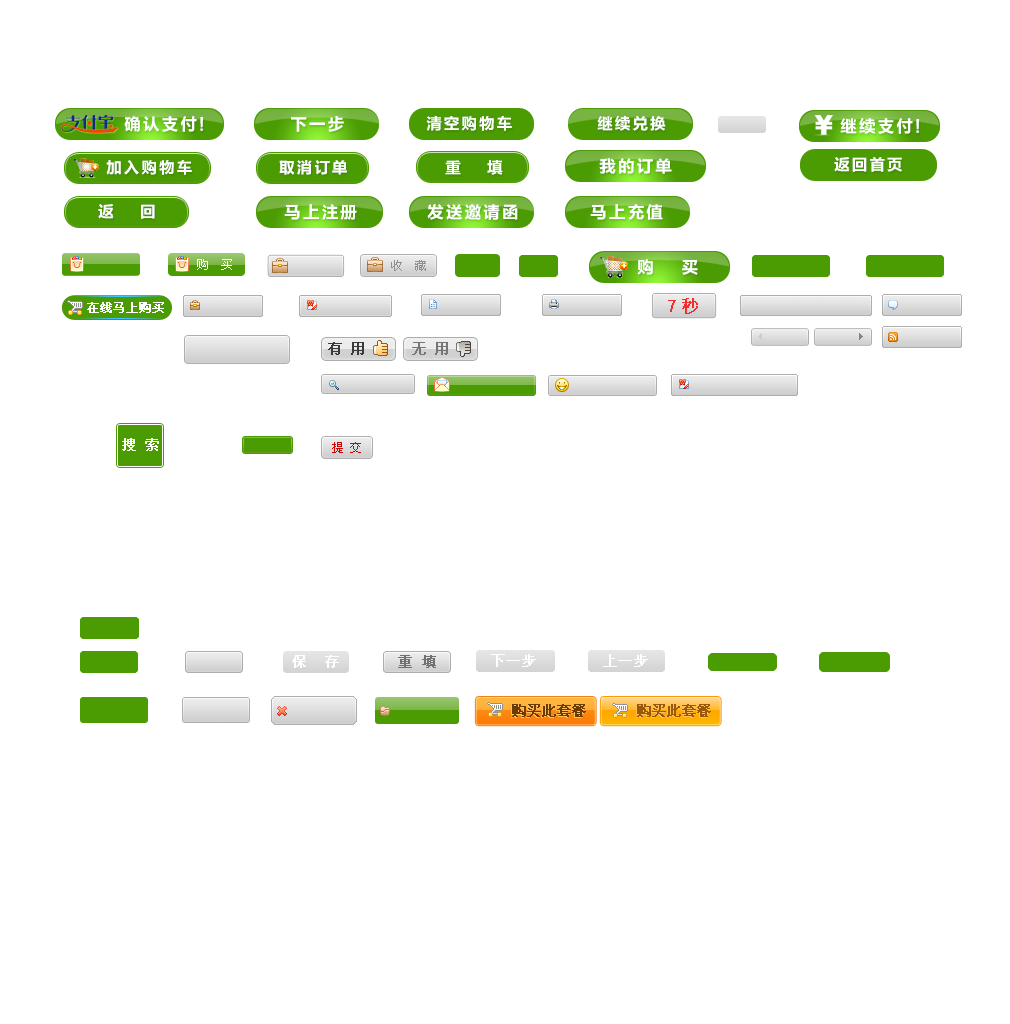 支付宝 确认支付!
下一步
清空购物车
继续兑换
¥ 继续支付!
加入购物车
取消订单
重 填
我的订单
返回首页
返 回
马上注册
发送邀请函
马上充值
购 买
收 藏
购 买
在线马上购买
7 秒
有 用
无 用
搜 索
提 交
保 存
重 填
下一步
上一步
购买此套餐
购买此套餐